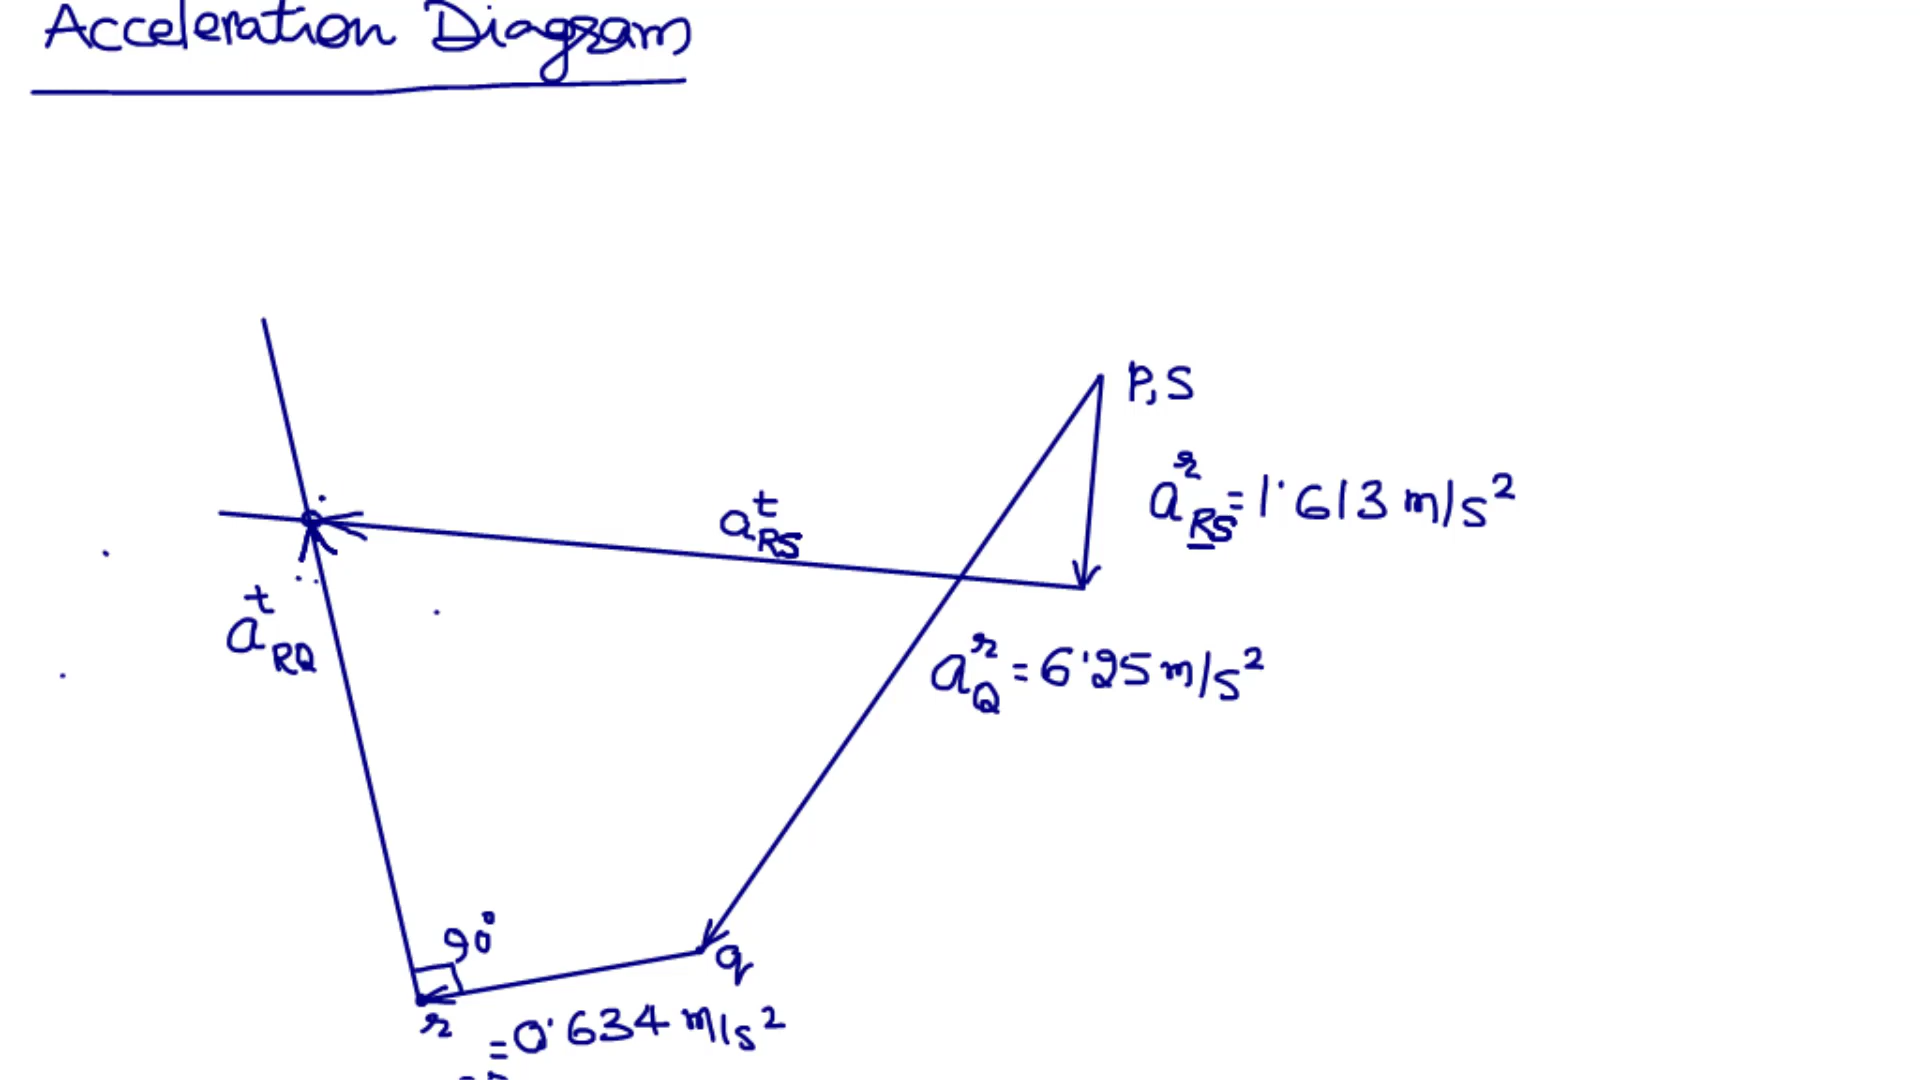 Acceleration Diagram
P,S
a^r_RS = 1·613 m/s²
a^t_RS
a^t_RQ
a^r_Q = 6·25 m/s²
90°
q
r
=0·634 m/s²